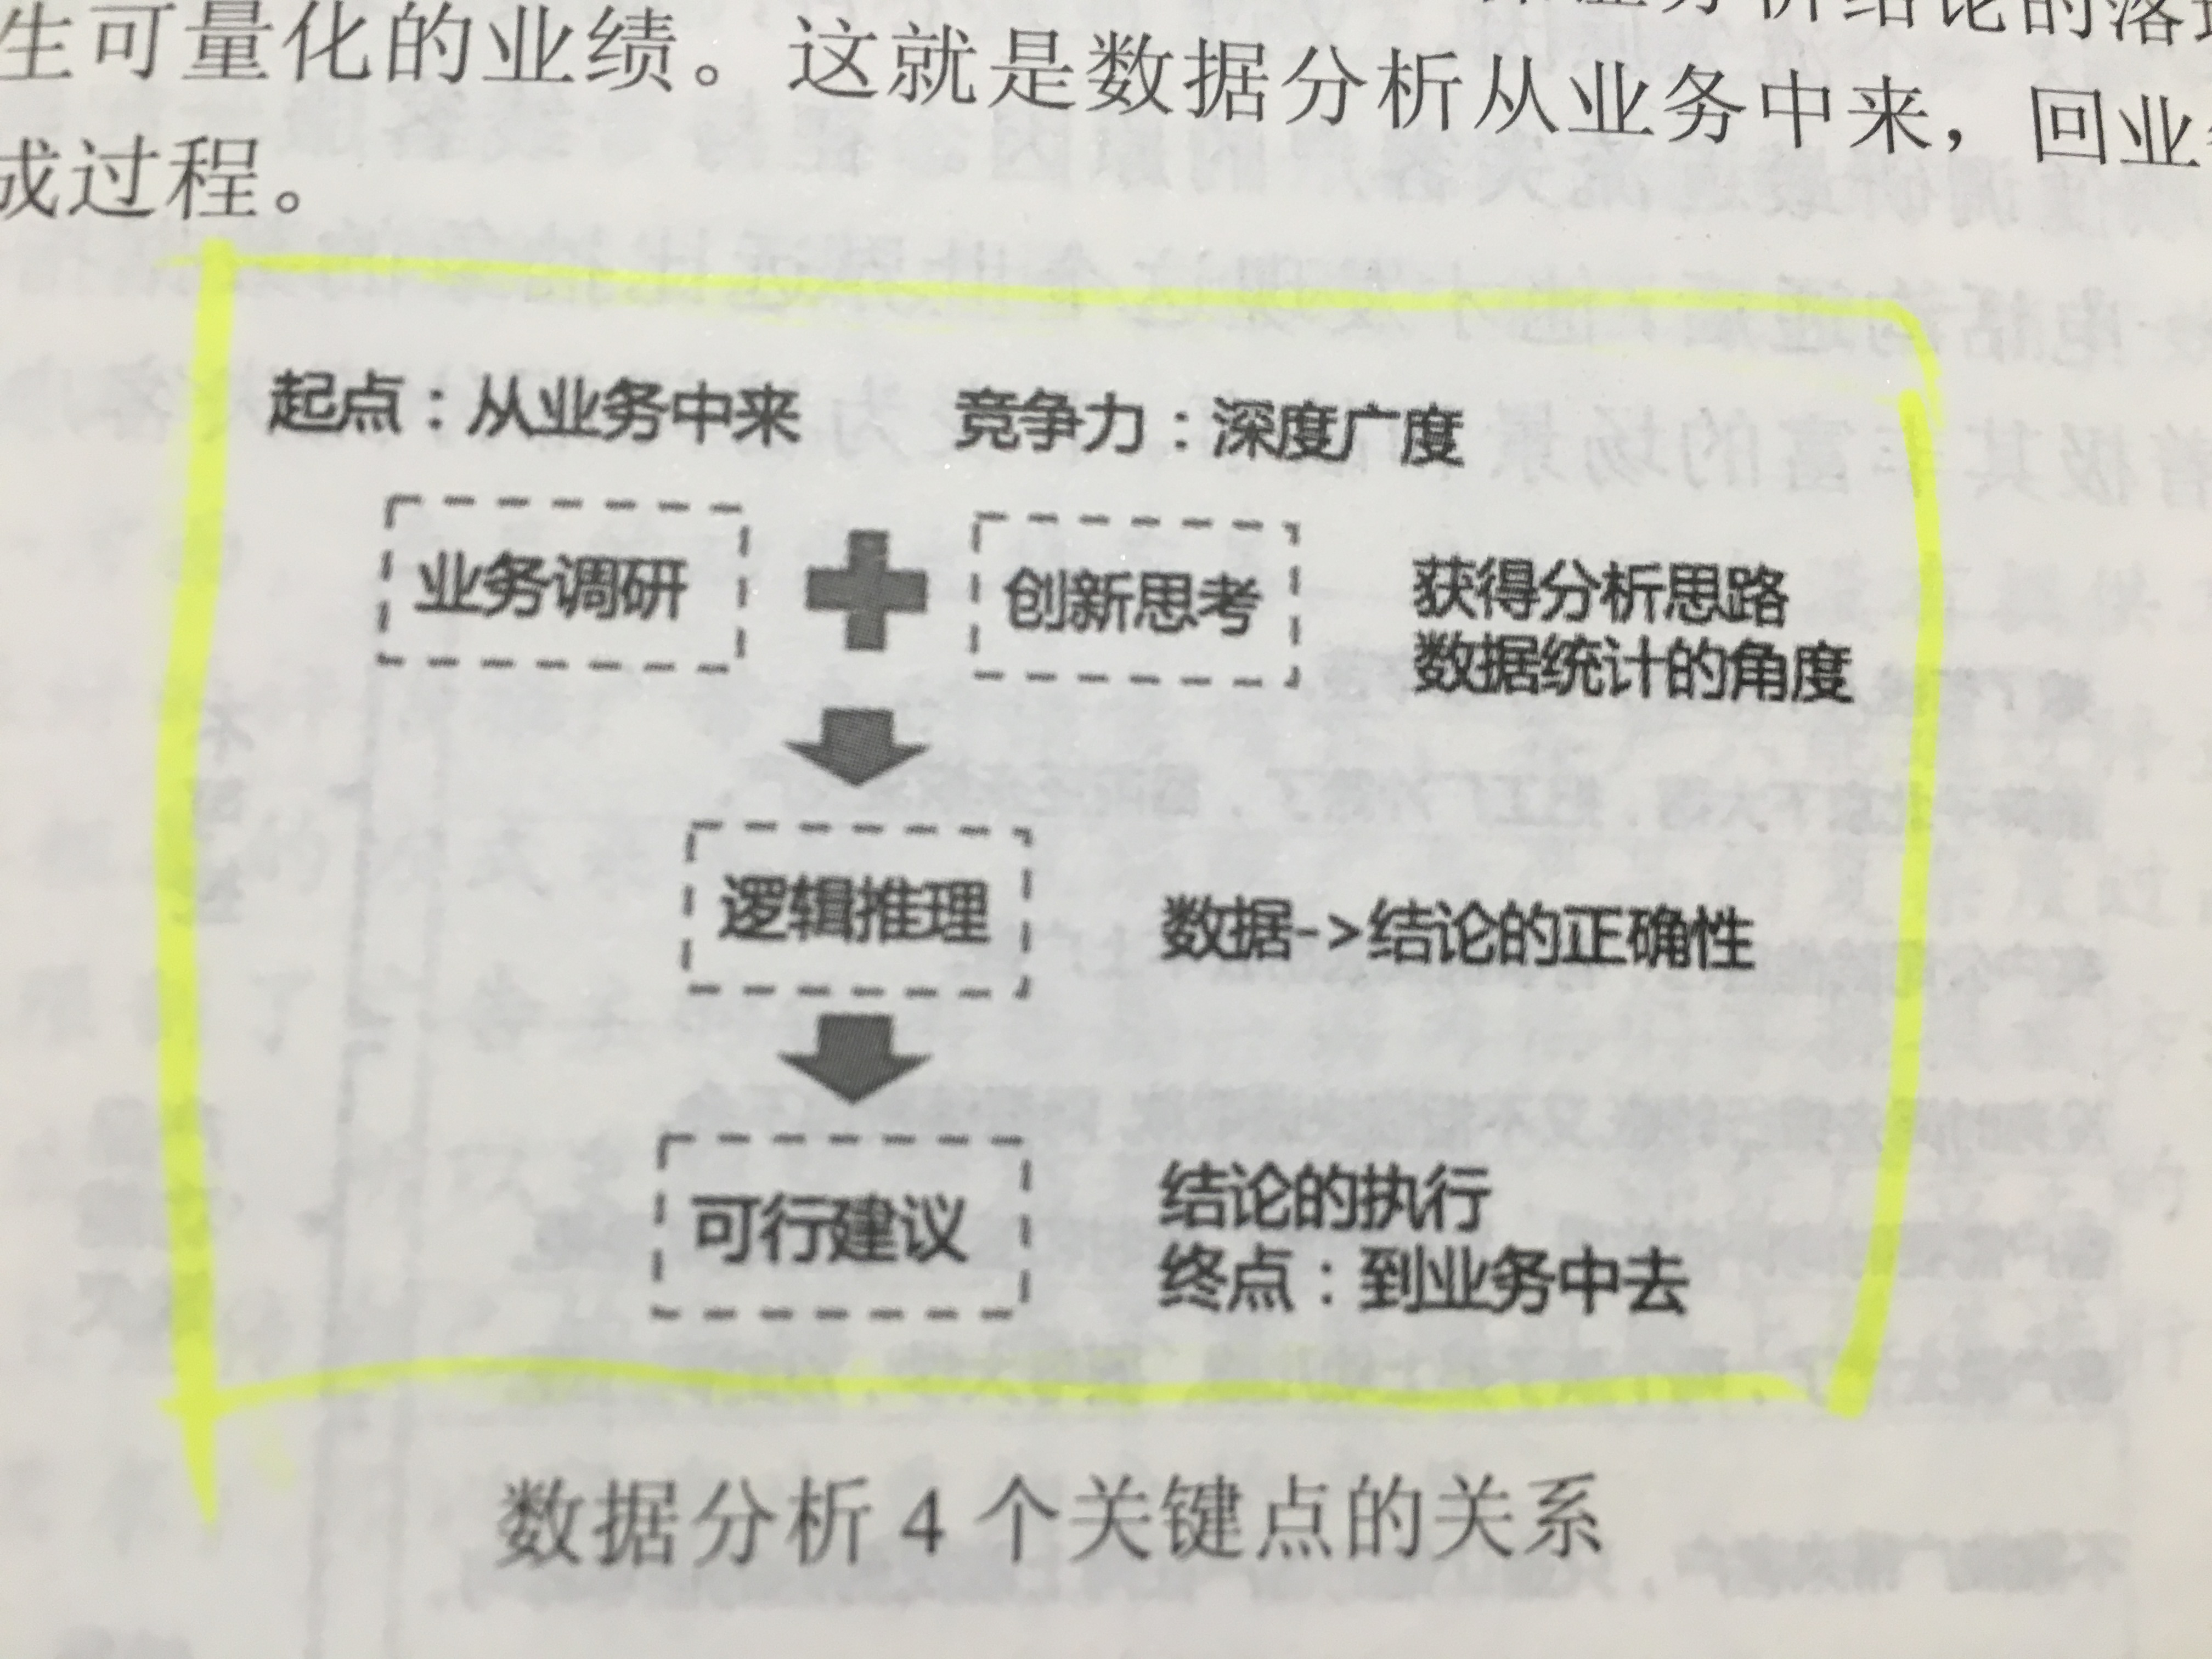 生可量化的业绩。这就是数据分析从业务中来，回业
分析结论的落
成过程。
起点：从业务中来
竞争力：深度广度
业务调研
创新思考
获得分析思路
数据统计的角度
逻辑推理
数据->结论的正确性
可行建议
结论的执行
终点：到业务中去
数据分析 4 个关键点的关系